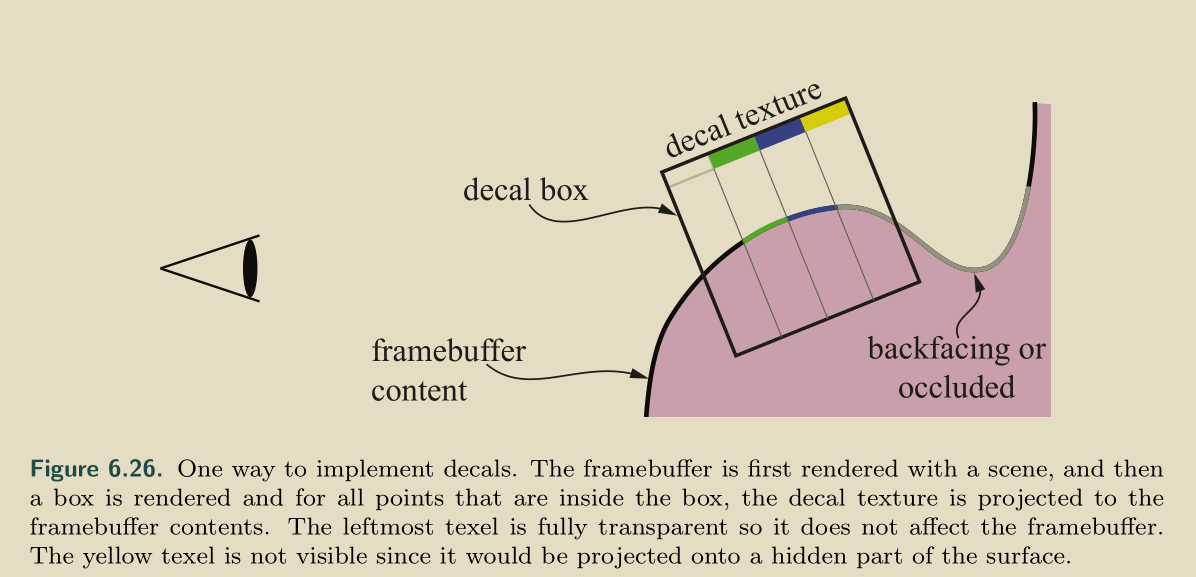 decal texture
decal box
framebuffer
content
backfacing or
occluded
Figure 6.26. One way to implement decals. The framebuffer is first rendered with a scene, and then
a box is rendered and for all points that are inside the box, the decal texture is projected to the
framebuffer contents. The leftmost texel is fully transparent so it does not affect the framebuffer.
The yellow texel is not visible since it would be projected onto a hidden part of the surface.